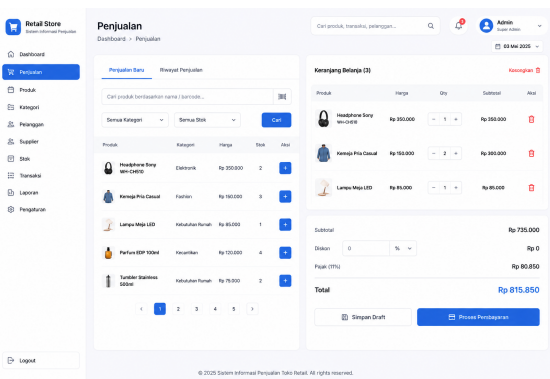 Retail Store
Sistem Informasi Penjualan
Dashboard
Penjualan
Produk
Kategori
Pelanggan
Supplier
Stok
Transaksi
Laporan
Pengaturan
Logout
Penjualan
Dashboard > Penjualan
Cari produk, transaksi, pelanggan...
Admin
Super Admin
03 Mei 2025
Penjualan Baru Riwayat Penjualan
Cari produk berdasarkan nama / barcode...
Semua Kategori Semua Stok Cari
Produk Kategori Harga Stok Aksi
Headphone Sony WH-CH510 Elektronik Rp 350.000 2 +
Kemeja Pria Casual Fashion Rp 150.000 3 +
Lampu Meja LED Kebutuhan Rumah Rp 85.000 1 +
Parfum EDP 100ml Kecantikan Rp 120.000 4 +
Tumbler Stainless 500ml Kebutuhan Rumah Rp 75.000 2 +
< 1 2 3 4 5 >
Keranjang Belanja (3) Kosongkan
Produk Harga Qty Subtotal Aksi
Headphone Sony WH-CH510 Rp 350.000 - 1 + Rp 350.000
Kemeja Pria Casual Rp 150.000 - 2 + Rp 300.000
Lampu Meja LED Rp 85.000 - 1 + Rp 85.000
Subtotal Rp 735.000
Diskon 0 % Rp 0
Pajak (11%) Rp 80.850
Total Rp 815.850
Simpan Draft Proses Pembayaran
© 2025 Sistem Informasi Penjualan Toko Retail. All rights reserved.